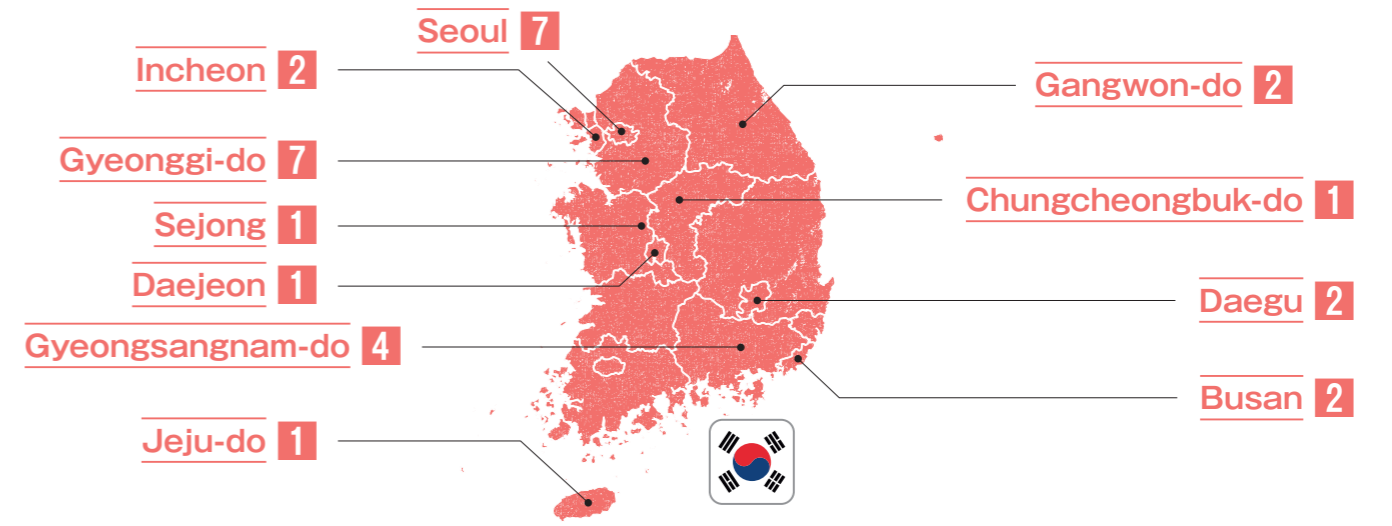 Seoul 7
Incheon 2
Gyeonggi-do 7
Sejong 1
Daejeon 1
Gyeongsangnam-do 4
Jeju-do 1
Gangwon-do 2
Chungcheongbuk-do 1
Daegu 2
Busan 2